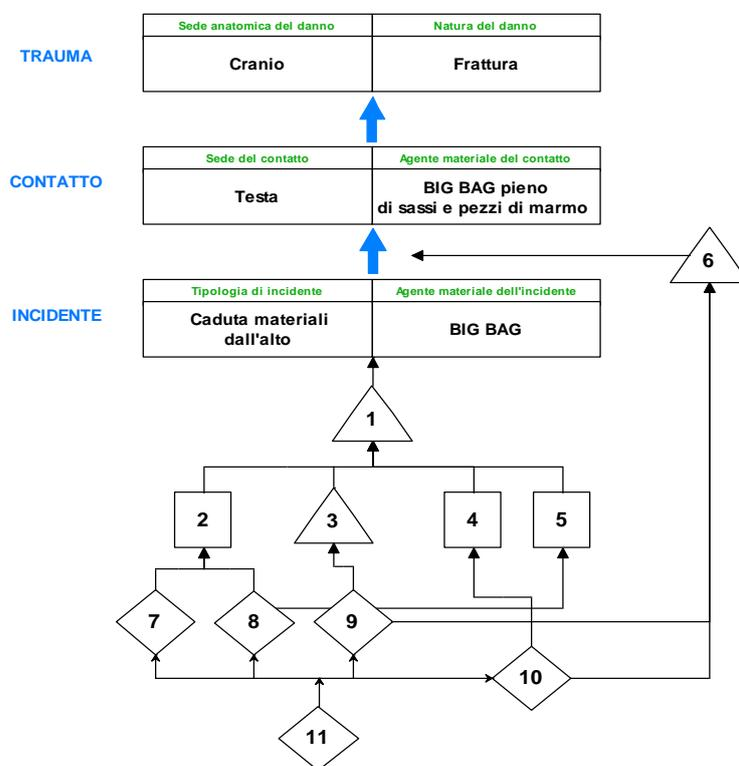 Sede anatomica del danno
Natura del danno
TRAUMA
Cranio
Frattura
Sede del contatto
Agente materiale del contatto
CONTATTO
Testa
BIG BAG pieno
di sassi e pezzi di marmo
6
Tipologia di incidente
Agente materiale dell'incidente
INCIDENTE
Caduta materiali
dall'alto
BIG BAG
1
2
3
4
5
7
8
9
10
11